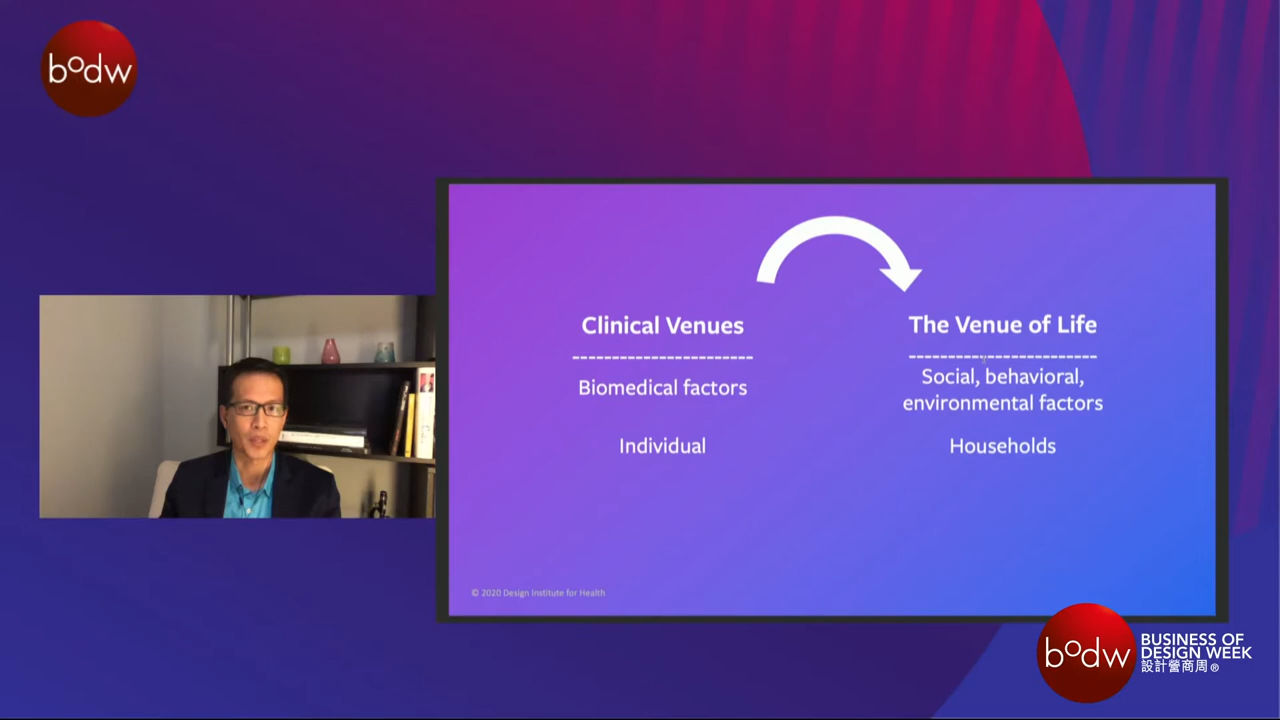 bodw
Clinical Venues
-----------------------
Biomedical factors
Individual
The Venue of Life
------------------------
Social, behavioral,
environmental factors
Households
© 2020 Design Institute for Health
bodw
BUSINESS OF
DESIGN WEEK
設計營商周®